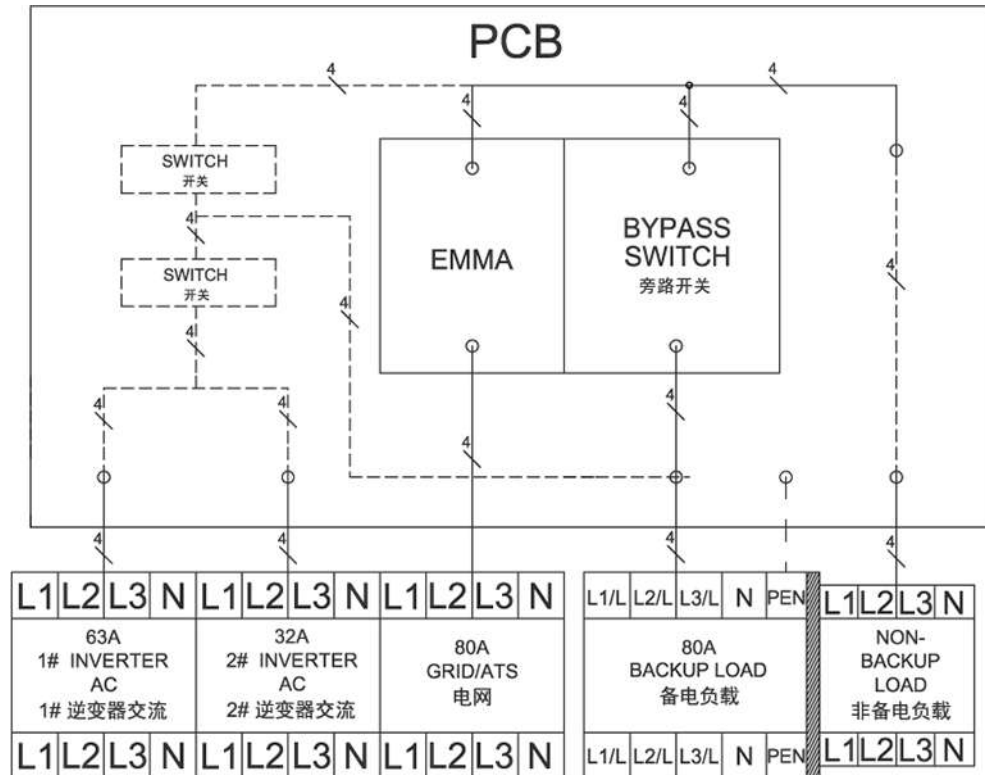 PCB
4
4
4
4
SWITCH
开关
4
SWITCH
开关
EMMA
BYPASS
SWITCH
旁路开关
4
4
4
4
4
4
4
4
4
4
4
L1 L2 L3 N L1 L2 L3 N L1 L2 L3 N L1/L L2/L L3/L N PEN L1 L2 L3 N
63A
1# INVERTER
AC
1# 逆变器交流
32A
2# INVERTER
AC
2# 逆变器交流
80A
GRID/ATS
电网
80A
BACKUP LOAD
备电负载
NON-
BACKUP
LOAD
非备电负载
L1 L2 L3 N L1 L2 L3 N L1 L2 L3 N L1/L L2/L L3/L N PEN L1 L2 L3 N